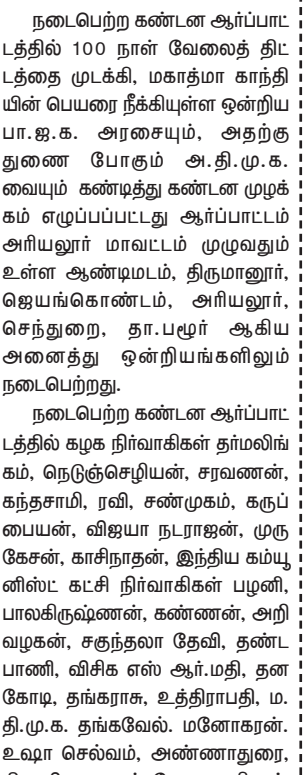 நடைபெற்ற கண்டன ஆர்ப்பாட்
டத்தில் 100 நாள் வேலைத் திட்
டத்தை முடக்கி, மகாத்மா காந்தி
யின் பெயரை நீக்கியுள்ள ஒன்றிய
பா.ஜ.க. அரசையும், அதற்கு
துணை போகும் அ.தி.மு.க.
வையும் கண்டித்து கண்டன முழக்
கம் எழுப்பப்பட்டது ஆர்ப்பாட்டம்
அரியலூர் மாவட்டம் முழுவதும்
உள்ள ஆண்டிமடம், திருமானூர்,
ஜெயங்கொண்டம், அரியலூர்,
செந்துறை, தா.பழூர் ஆகிய
அனைத்து ஒன்றியங்களிலும்
நடைபெற்றது.
நடைபெற்ற கண்டன ஆர்ப்பாட்
டத்தில் கழக நிர்வாகிகள் தர்மலிங்
கம், நெடுஞ்செழியன், சரவணன்,
கந்தசாமி, ரவி, சண்முகம், கருப்
பையன், விஜயா நடராஜன், முரு
கேசன், காசிநாதன், இந்திய கம்யூ
னிஸ்ட் கட்சி நிர்வாகிகள் பழனி,
பாலகிருஷ்ணன், கண்ணன், அறி
வழகன், சகுந்தலா தேவி, தண்ட
பாணி, விசிக எஸ் ஆர்.மதி, தன
கோடி, தங்கராசு, உத்திராபதி, ம.
தி.மு.க. தங்கவேல். மனோகரன்.
உஷா செல்வம், அண்ணாதுரை,